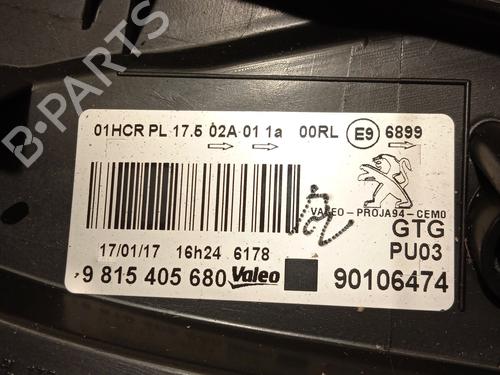 B-PARTS
01HCR PL 17.5 02A 01 1a 00RL E9 6899
VALEO-PROJA94-CEM0
GTG
PU03
17/01/17 16h24 6178
9 815 405 680 Valeo 90106474